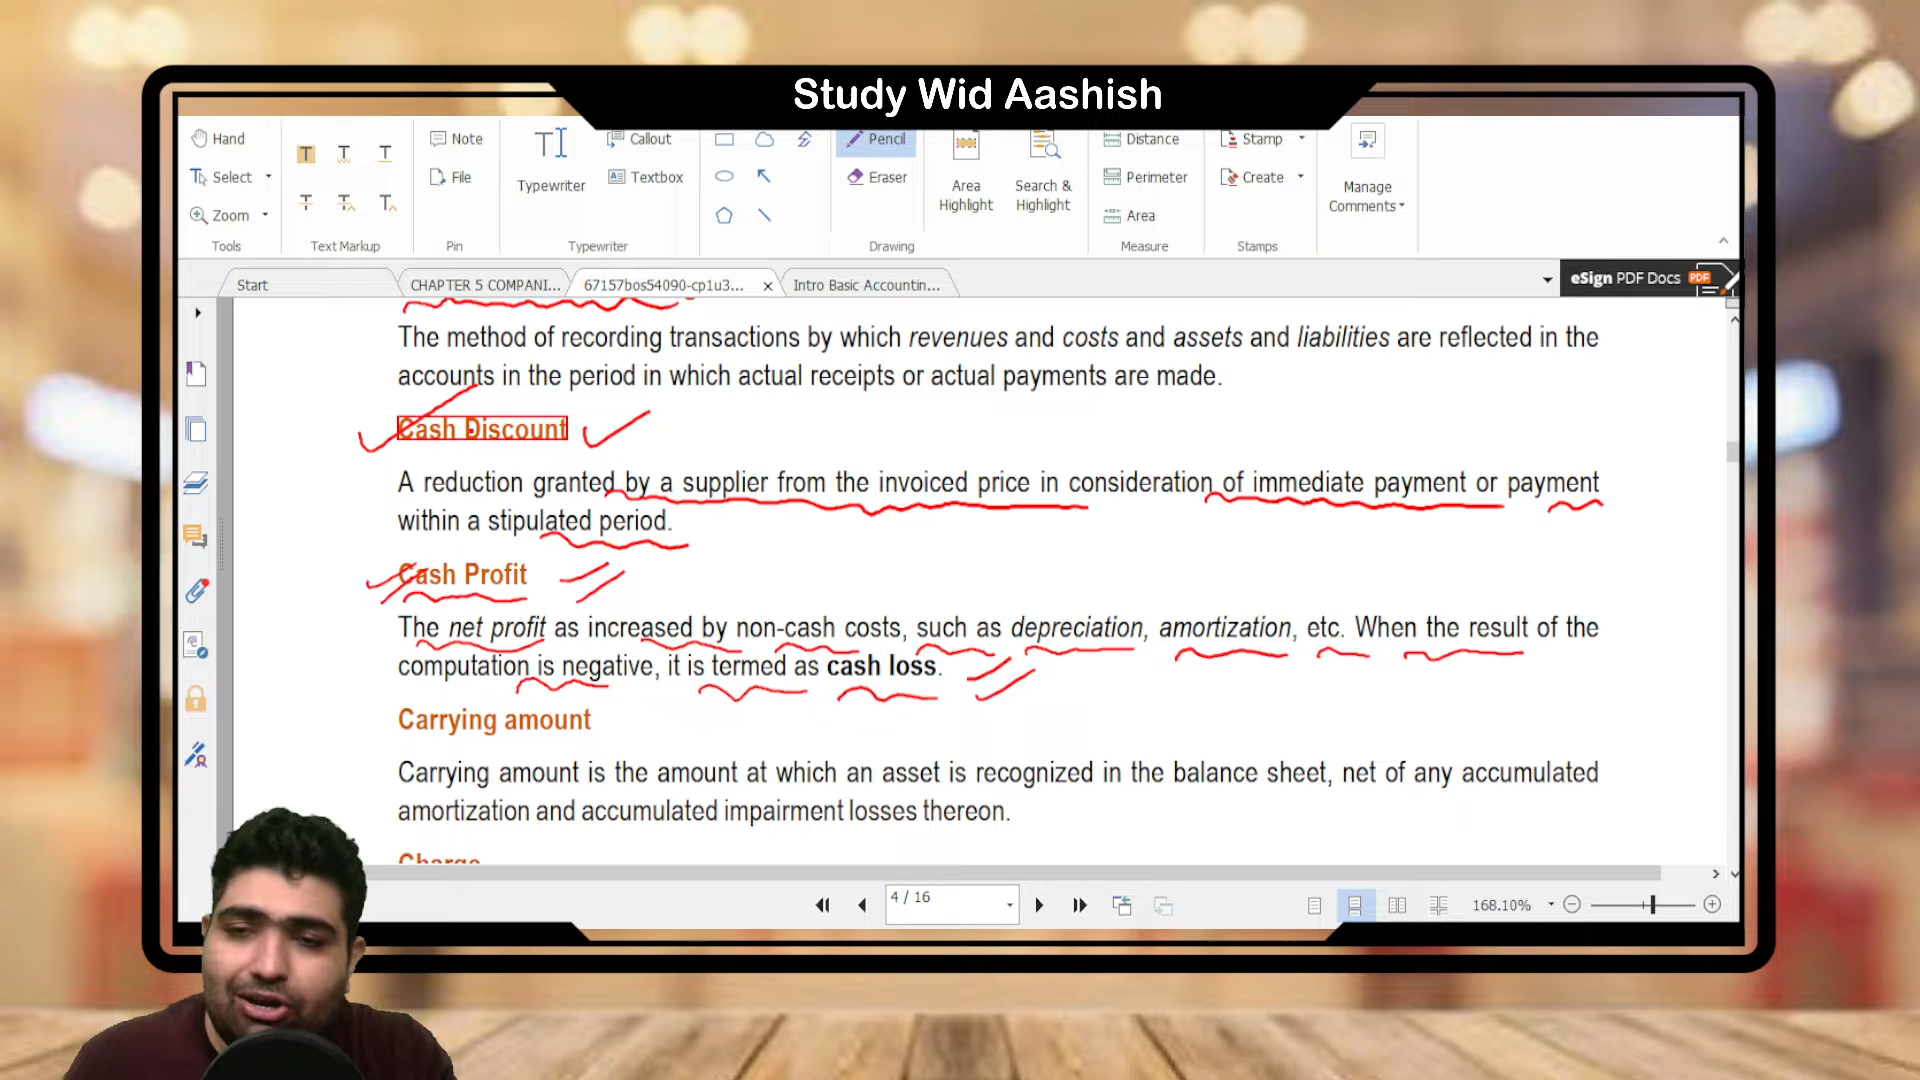 Study Wid Aashish
Hand
Select
Zoom
Tools
Text Markup
Note
File
Pin
Typewriter
Callout
Textbox
Typewriter
Pencil
Eraser
Area
Highlight
Search &
Highlight
Drawing
Distance
Perimeter
Area
Measure
Stamp
Create
Stamps
Manage
Comments
Start
CHAPTER 5 COMPANI...
67157bos54090-cp1u3...
Intro Basic Accountin...
eSign PDF Docs PDF
The method of recording transactions by which revenues and costs and assets and liabilities are reflected in the
accounts in the period in which actual receipts or actual payments are made.
Cash Discount
A reduction granted by a supplier from the invoiced price in consideration of immediate payment or payment
within a stipulated period.
Cash Profit
The net profit as increased by non-cash costs, such as depreciation, amortization, etc. When the result of the
computation is negative, it is termed as cash loss.
Carrying amount
Carrying amount is the amount at which an asset is recognized in the balance sheet, net of any accumulated
amortization and accumulated impairment losses thereon.
Charge
4 / 16
168.10%